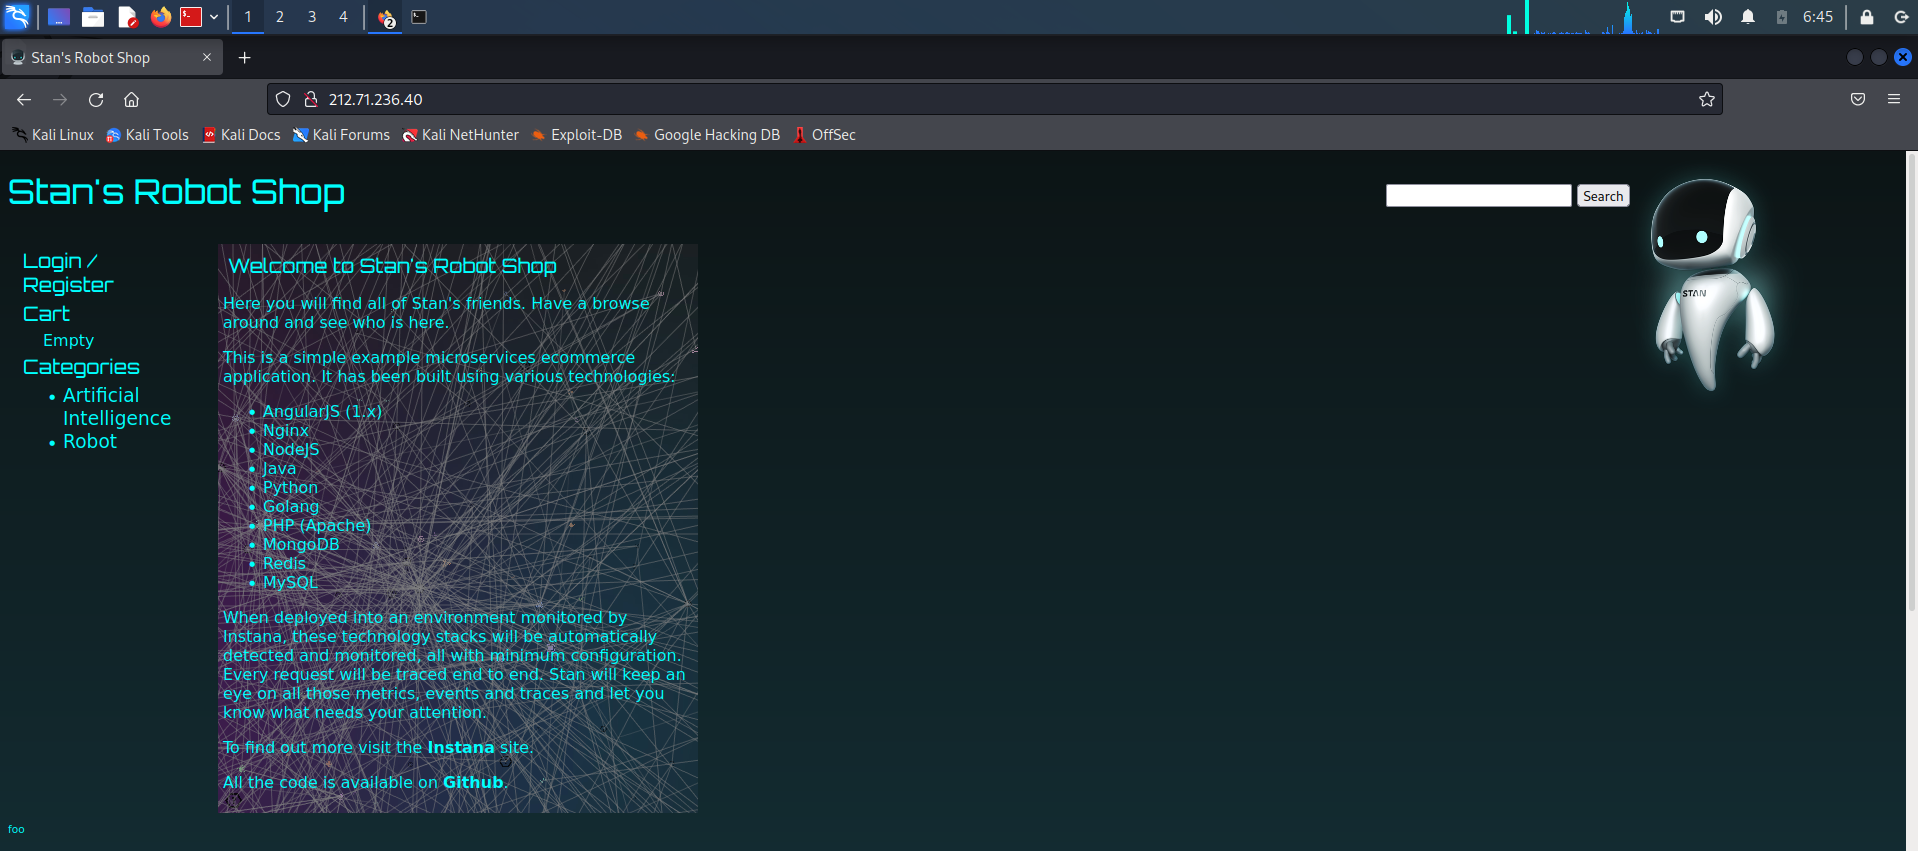 1 2 3 4 2 6:45
Stan's Robot Shop
212.71.236.40
Kali Linux Kali Tools Kali Docs Kali Forums Kali NetHunter Exploit-DB Google Hacking DB OffSec
Stan's Robot Shop
Search
STAN
Login /
Register
Cart
Empty
Categories
• Artificial
Intelligence
• Robot
Welcome to Stan's Robot Shop
Here you will find all of Stan's friends. Have a browse
around and see who is here.
This is a simple example microservices ecommerce
application. It has been built using various technologies:
• AngularJS (1.x)
• Nginx
• NodeJS
• Java
• Python
• Golang
• PHP (Apache)
• MongoDB
• Redis
• MySQL
When deployed into an environment monitored by
Instana, these technology stacks will be automatically
detected and monitored, all with minimum configuration.
Every request will be traced end to end. Stan will keep an
eye on all those metrics, events and traces and let you
know what needs your attention.
To find out more visit the Instana site.
All the code is available on Github.
foo